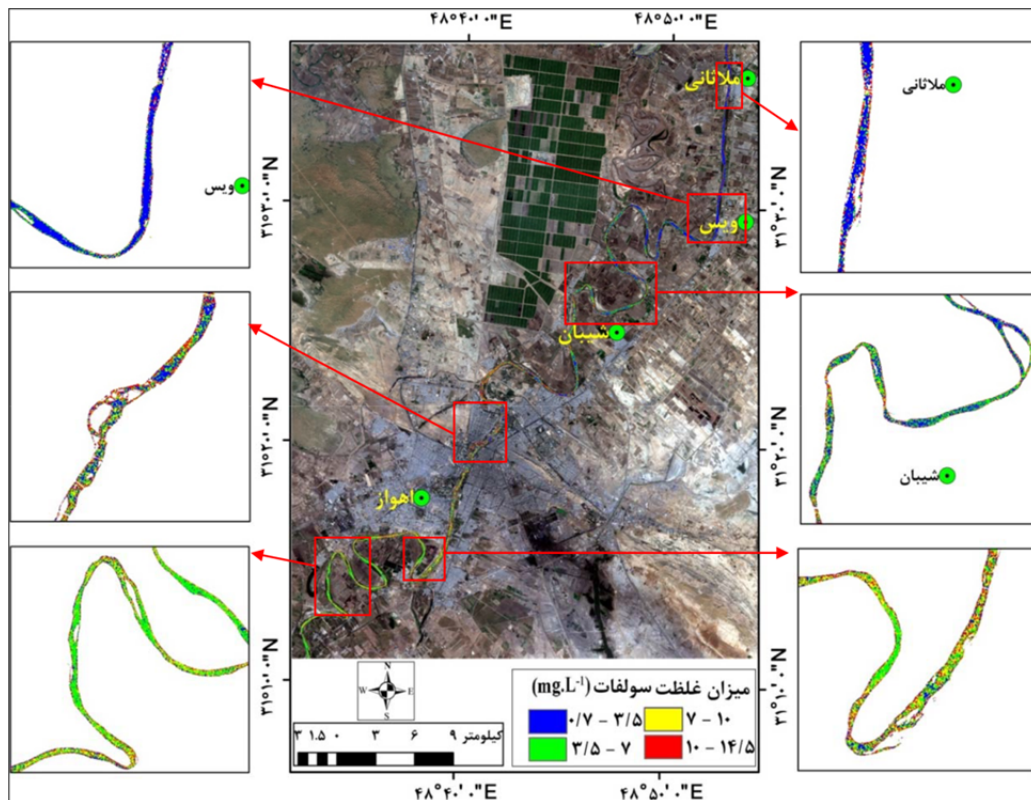 ۴۸°۴۰'۰"E
۴۸°۵۰'۰"E
ملاثانی
ویس
شیبان
اهواز
ملاثانی
ویس
شیبان
۳۱°۳۰'۰"N
۳۱°۳۰'۰"N
۳۱°۲۰'۰"N
۳۱°۲۰'۰"N
۳۱°۱۰'۰"N
۳۱°۱۰'۰"N
N
W E
S
۳ 1.5 ۰ ۳ ۶ ۹ کیلومتر
میزان غلظت سولفات (mg.L-1)
۰/۷ - ۳/۵
۷ - ۱۰
۳/۵ - ۷
۱۰ - ۱۴/۵
۴۸°۴۰'۰"E
۴۸°۵۰'۰"E